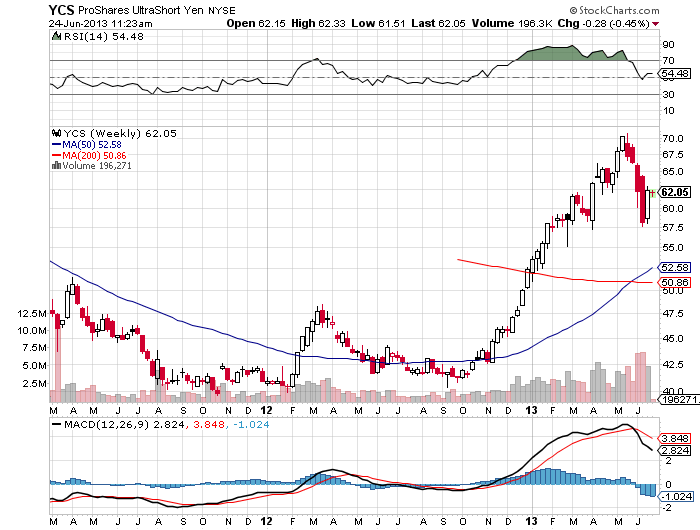 YCS ProShares UltraShort Yen NYSE
© StockCharts.com
24-Jun-2013 11:23am
Open 62.15 High 62.33 Low 61.51 Last 62.05 Volume 196.3K Chg -0.28 (-0.45%)
RSI(14) 54.48
90
70
54.48
50
30
10
YCS (Weekly) 62.05
MA(50) 52.58
MA(200) 50.86
Volume 196,271
70.0
67.5
65.0
62.05
60.0
57.5
55.0
52.58
50.86
50.0
47.5
45.0
42.5
40.0
196271
12.5M
10.0M
7.5M
5.0M
2.5M
M A M J J A S O N D 12 F M A M J J A S O N D 13 F M A M J
MACD(12,26,9) 2.824, 3.848, -1.024
3.848
2.824
2
0
-1.024
-2
M A M J J A S O N D 12 F M A M J J A S O N D 13 F M A M J